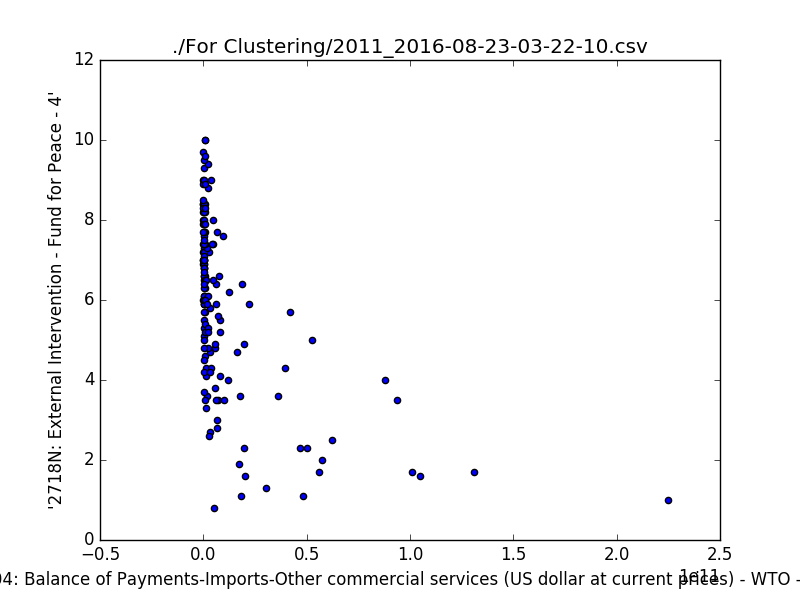 ./For Clustering/2011_2016-08-23-03-22-10.csv
'2718N: External Intervention - Fund for Peace - 4'
12
10
8
6
4
2
0
−0.5 0.0 0.5 1.0 1.5 2.0 2.5
1e11
04: Balance of Payments-Imports-Other commercial services (US dollar at current prices) - WTO -